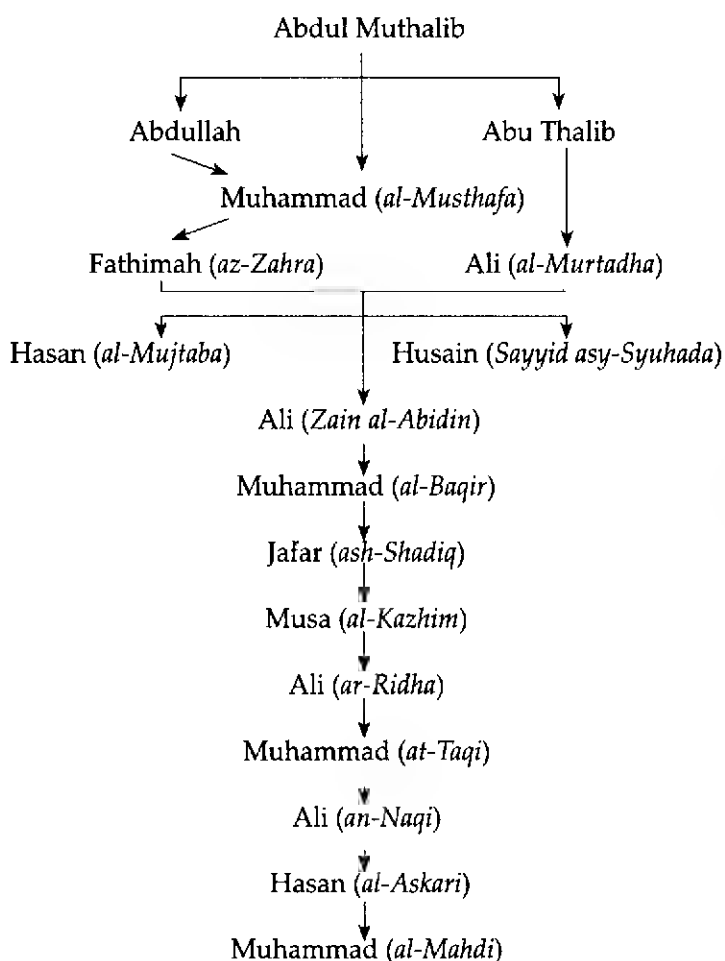 Abdul Muthalib
Abdullah Abu Thalib
Muhammad (al-Musthafa)
Fathimah (az-Zahra) Ali (al-Murtadha)
Hasan (al-Mujtaba) Husain (Sayyid asy-Syuhada)
Ali (Zain al-Abidin)
Muhammad (al-Baqir)
Jafar (ash-Shadiq)
Musa (al-Kazhim)
Ali (ar-Ridha)
Muhammad (at-Taqi)
Ali (an-Naqi)
Hasan (al-Askari)
Muhammad (al-Mahdi)